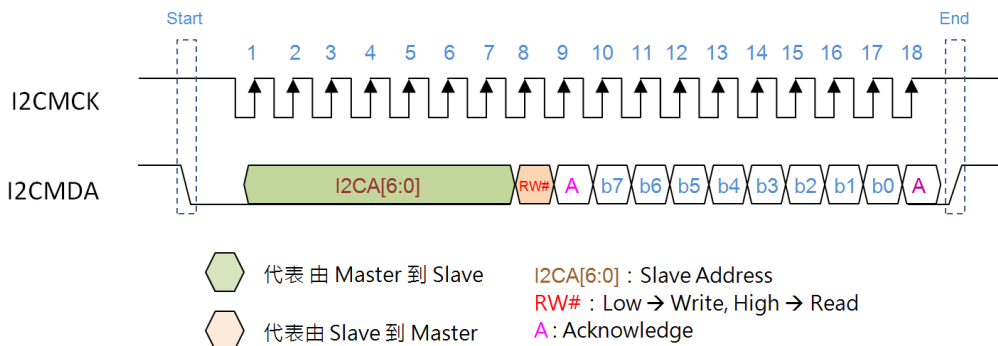 Start End
1 2 3 4 5 6 7 8 9 10 11 12 13 14 15 16 17 18
I2CMCK
I2CMDA I2CA[6:0] RW# A b7 b6 b5 b4 b3 b2 b1 b0 A
代表 由 Master 到 Slave
代表由 Slave 到 Master
I2CA[6:0] : Slave Address
RW# : Low → Write, High → Read
A : Acknowledge